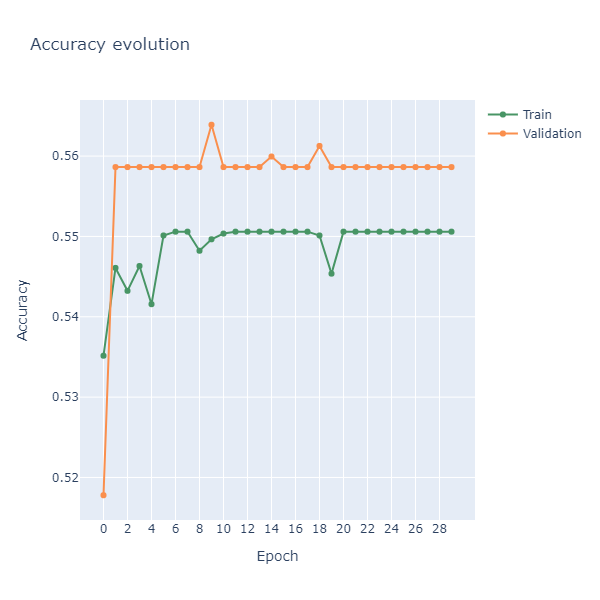 Accuracy evolution
Train
Validation
0.56
0.55
0.54
0.53
0.52
Accuracy
0 2 4 6 8 10 12 14 16 18 20 22 24 26 28
Epoch